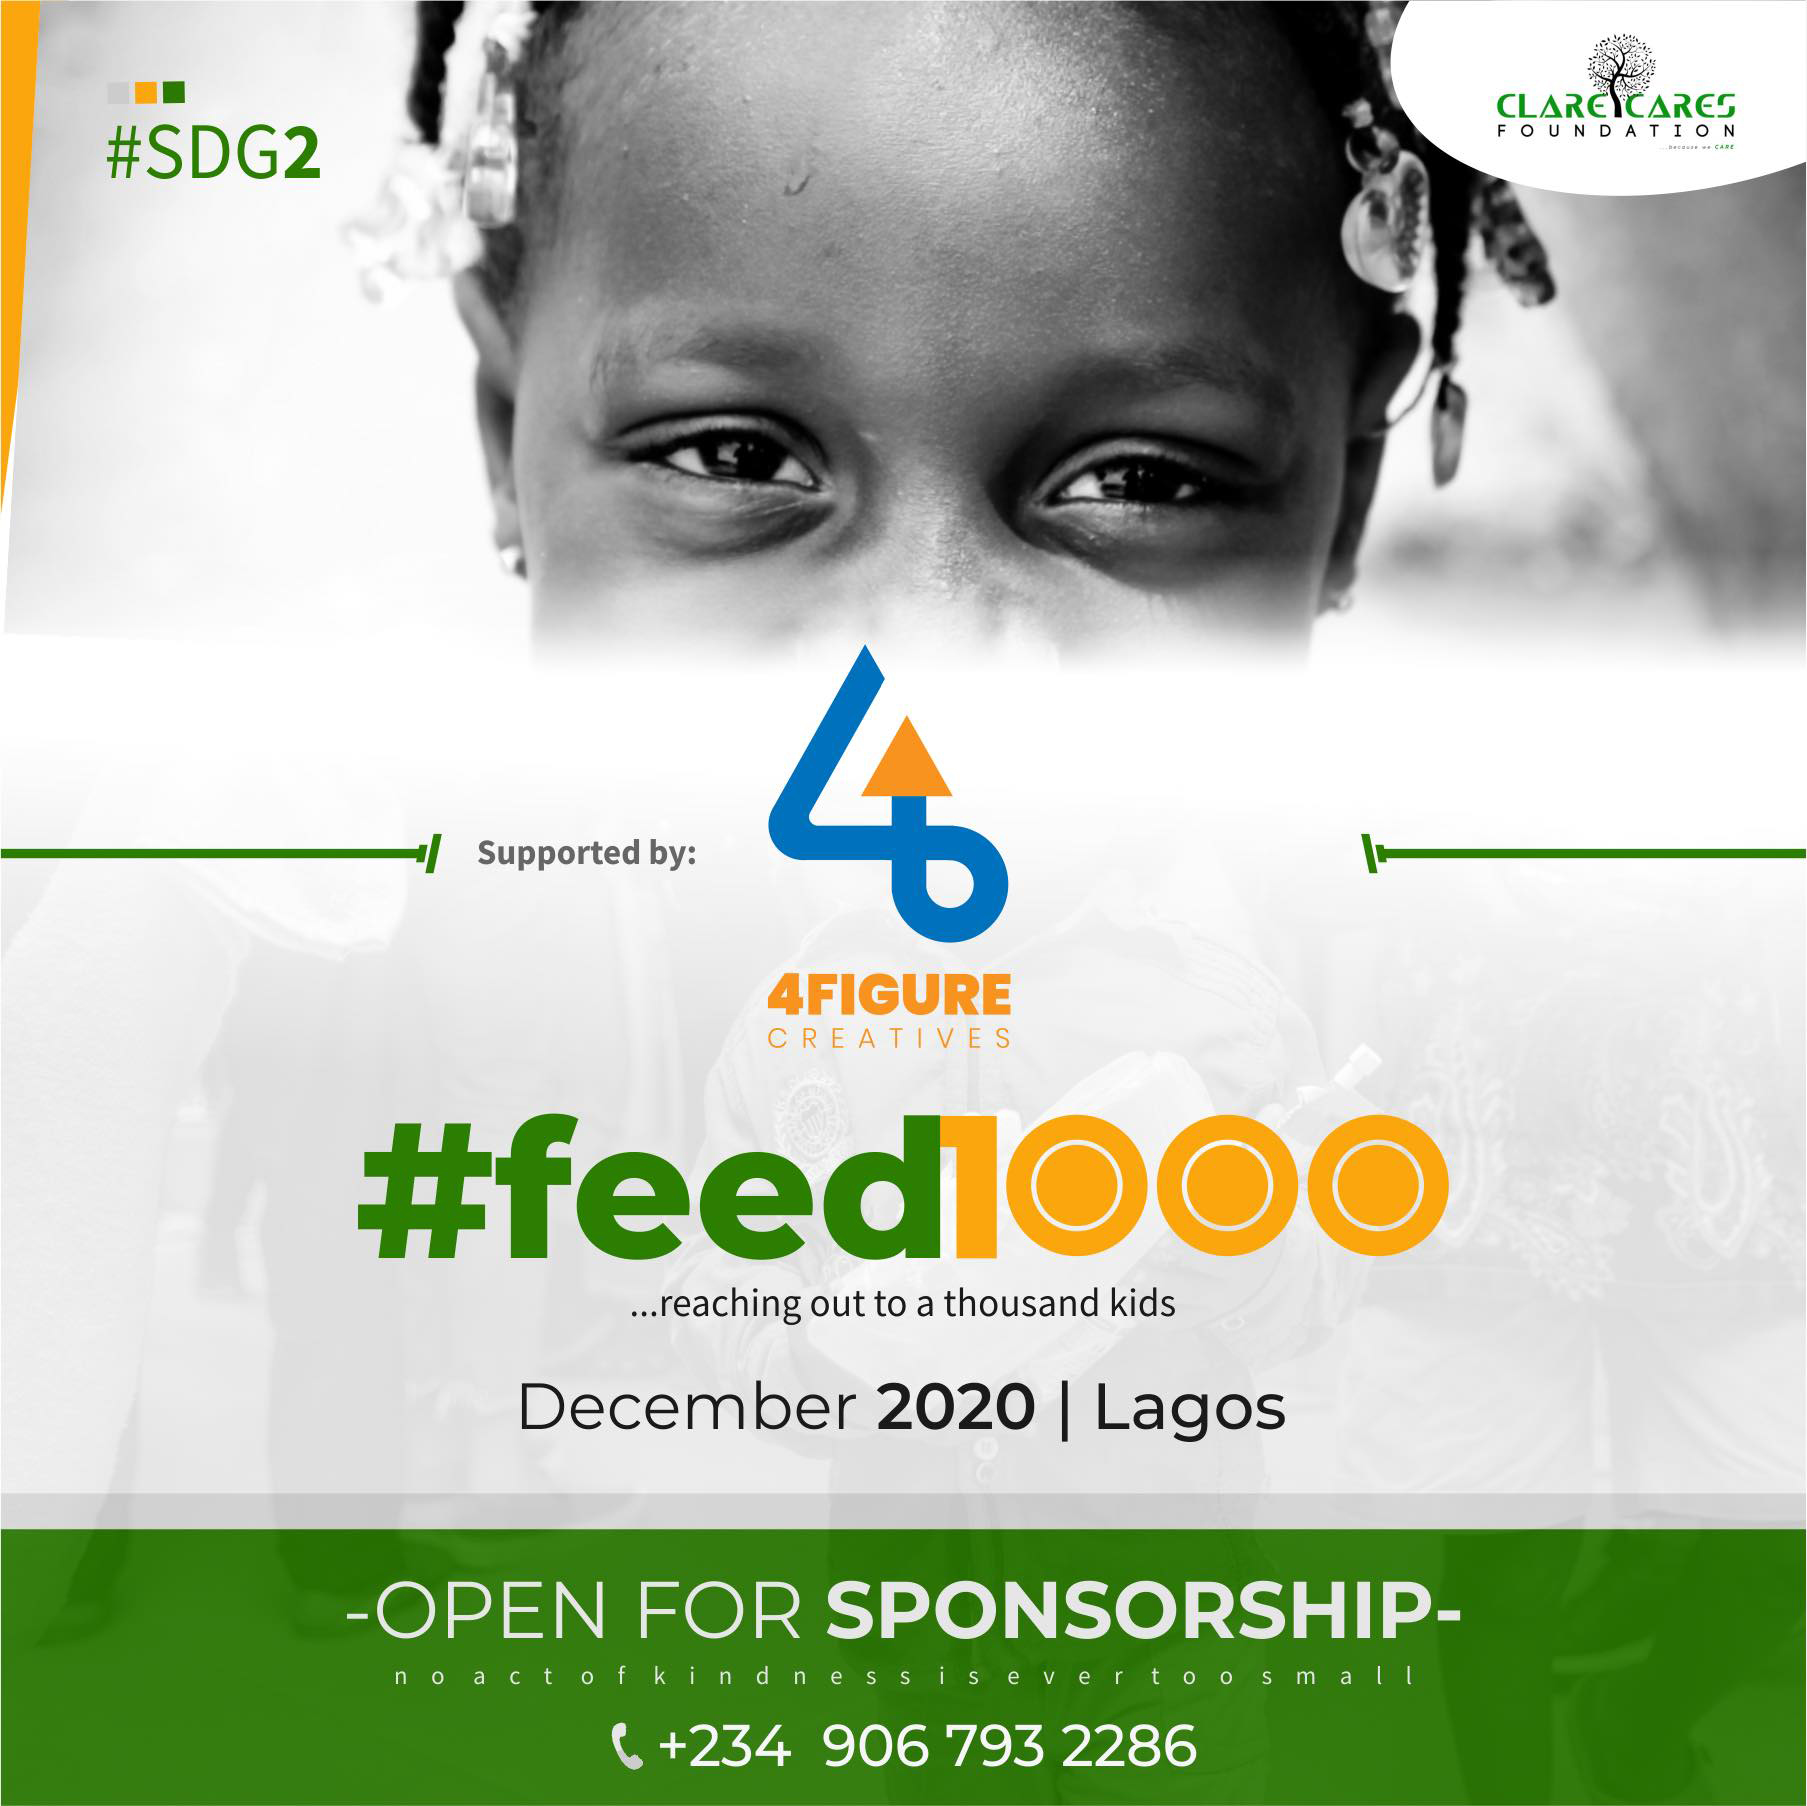 #SDG2
CLARE CARES
FOUNDATION
...because we CARE
Supported by:
4FIGURE
CREATIVES
#feed1000
...reaching out to a thousand kids
December 2020 | Lagos
-OPEN FOR SPONSORSHIP-
no act of kindness is ever too small
+234 906 793 2286